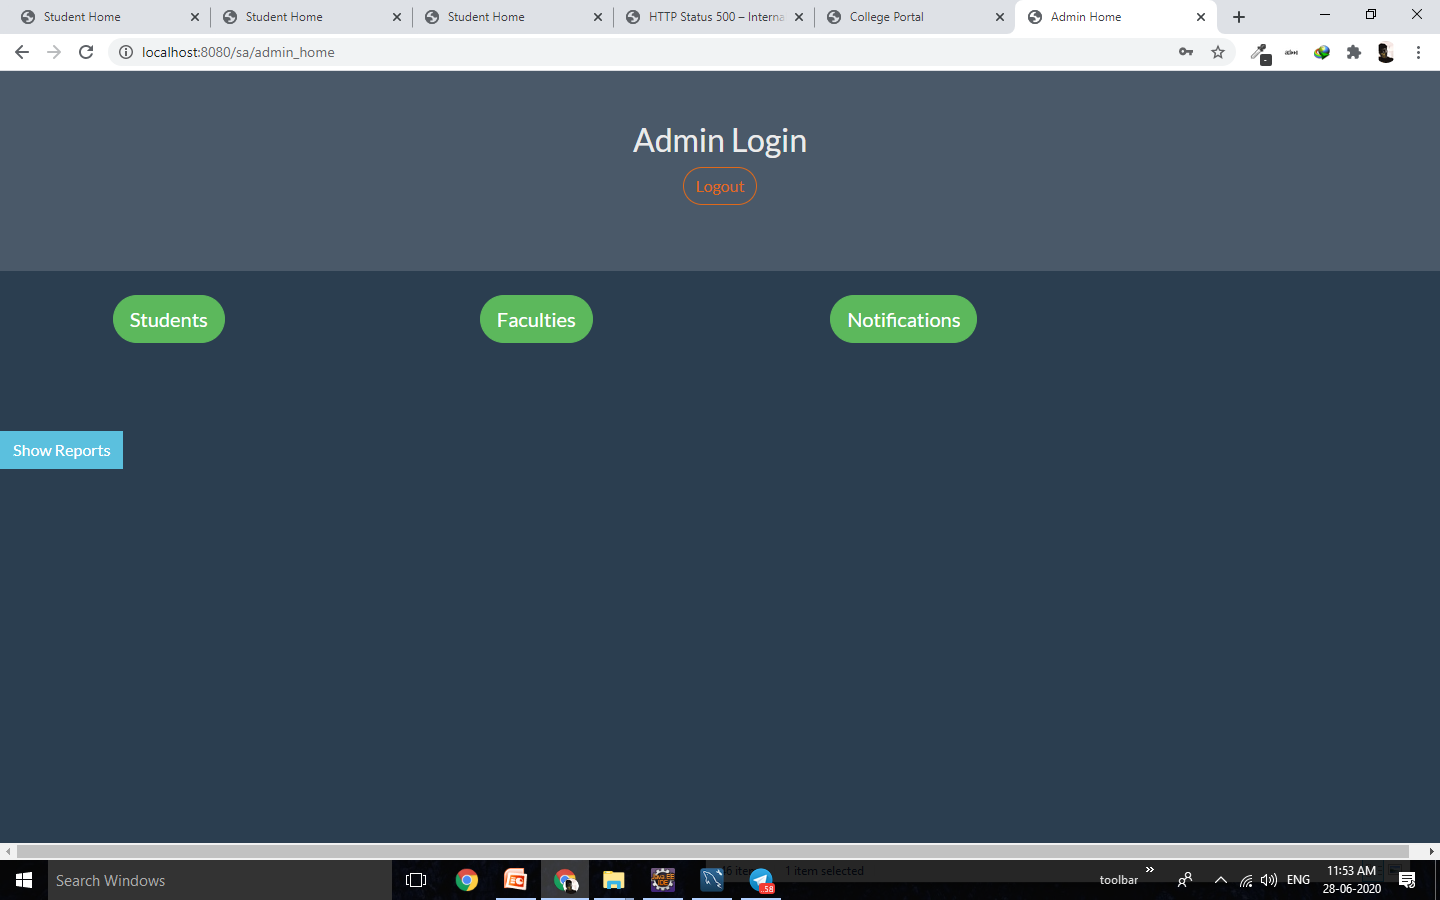 Student Home
Student Home
Student Home
HTTP Status 500 – Interna
College Portal
Admin Home
localhost:8080/sa/admin_home
Admin Login
Logout
Students
Faculties
Notifications
Show Reports
Search Windows
1 item selected
58
toolbar
ENG
11:53 AM
28-06-2020